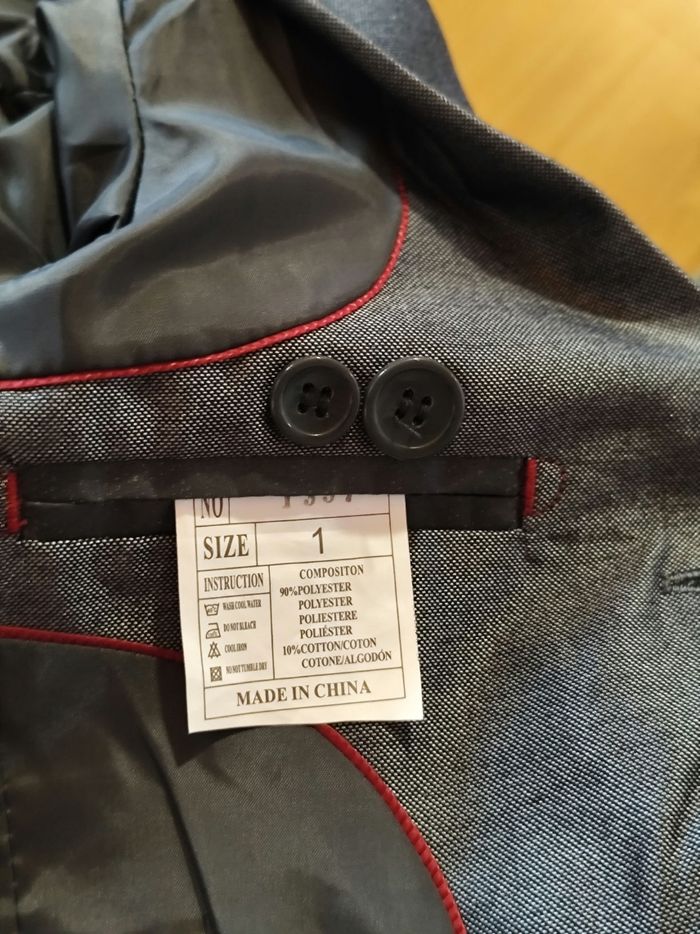 NO 1397
SIZE 1
INSTRUCTION COMPOSITON
90%POLYESTER
WASH COOL WATER POLYESTER
POLIESTERE
DO NOT BLEACH POLIÉSTER
COOL IRON 10%COTTON/COTON
NO NOT TUMBLE DRY COTONE/ALGODÓN
MADE IN CHINA